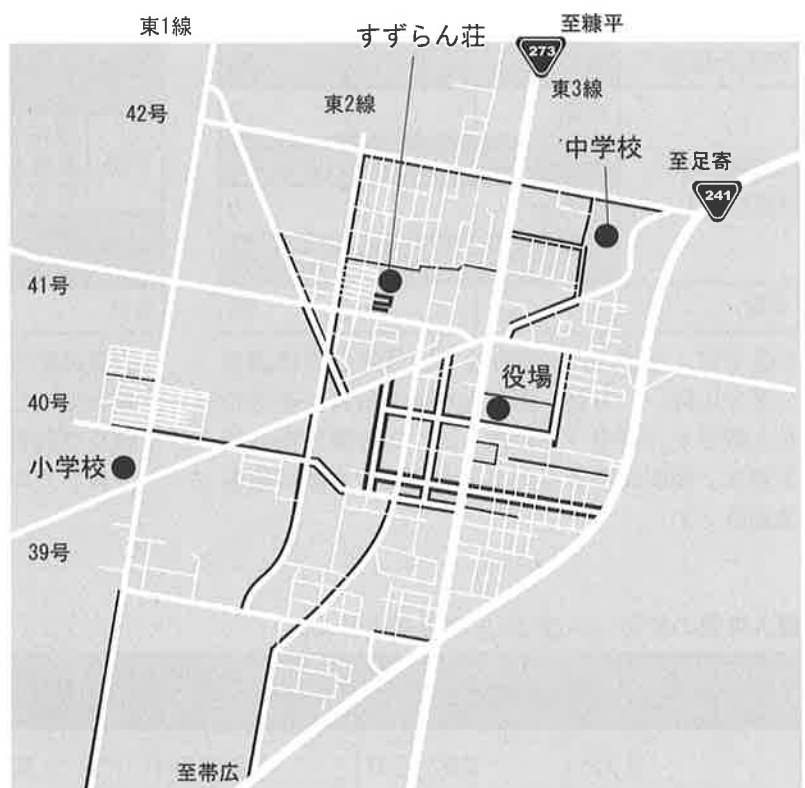 東1線
すずらん荘
至糠平
273
東3線
東2線
42号
中学校
至足寄
241
41号
役場
40号
小学校
39号
至帯広